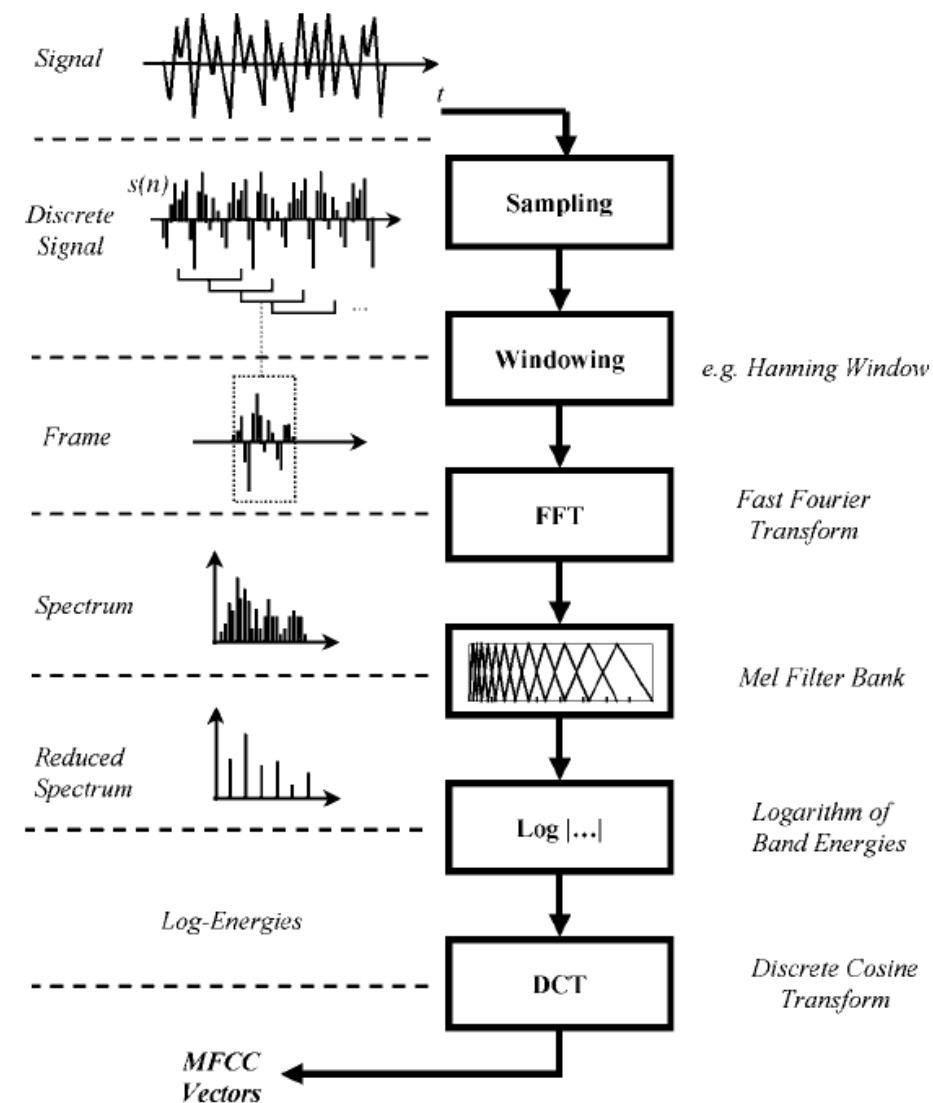 Signal
t
s(n)
Discrete
Signal
Sampling
...
Windowing
e.g. Hanning Window
Frame
FFT
Fast Fourier
Transform
Spectrum
Mel Filter Bank
Reduced
Spectrum
Log |...|
Logarithm of
Band Energies
Log-Energies
DCT
Discrete Cosine
Transform
MFCC
Vectors